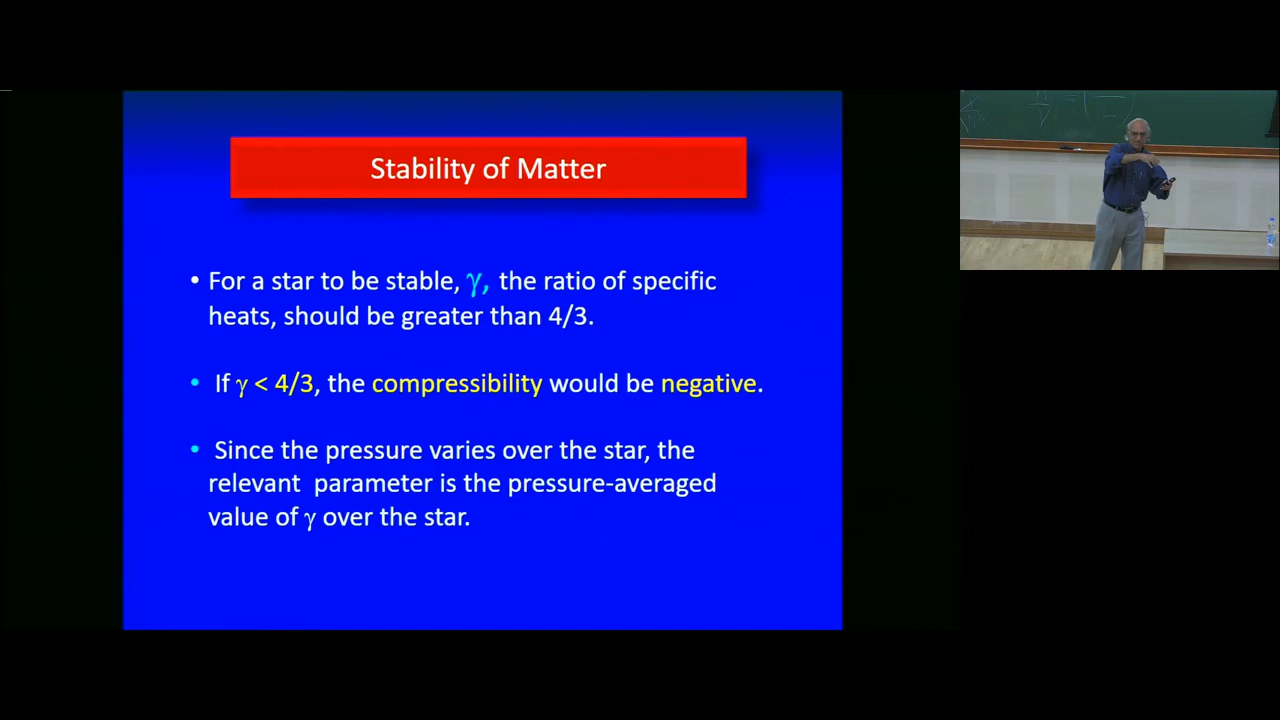 Stability of Matter
• For a star to be stable, γ, the ratio of specific
heats, should be greater than 4/3.
• If γ < 4/3, the compressibility would be negative.
• Since the pressure varies over the star, the
relevant parameter is the pressure-averaged
value of γ over the star.